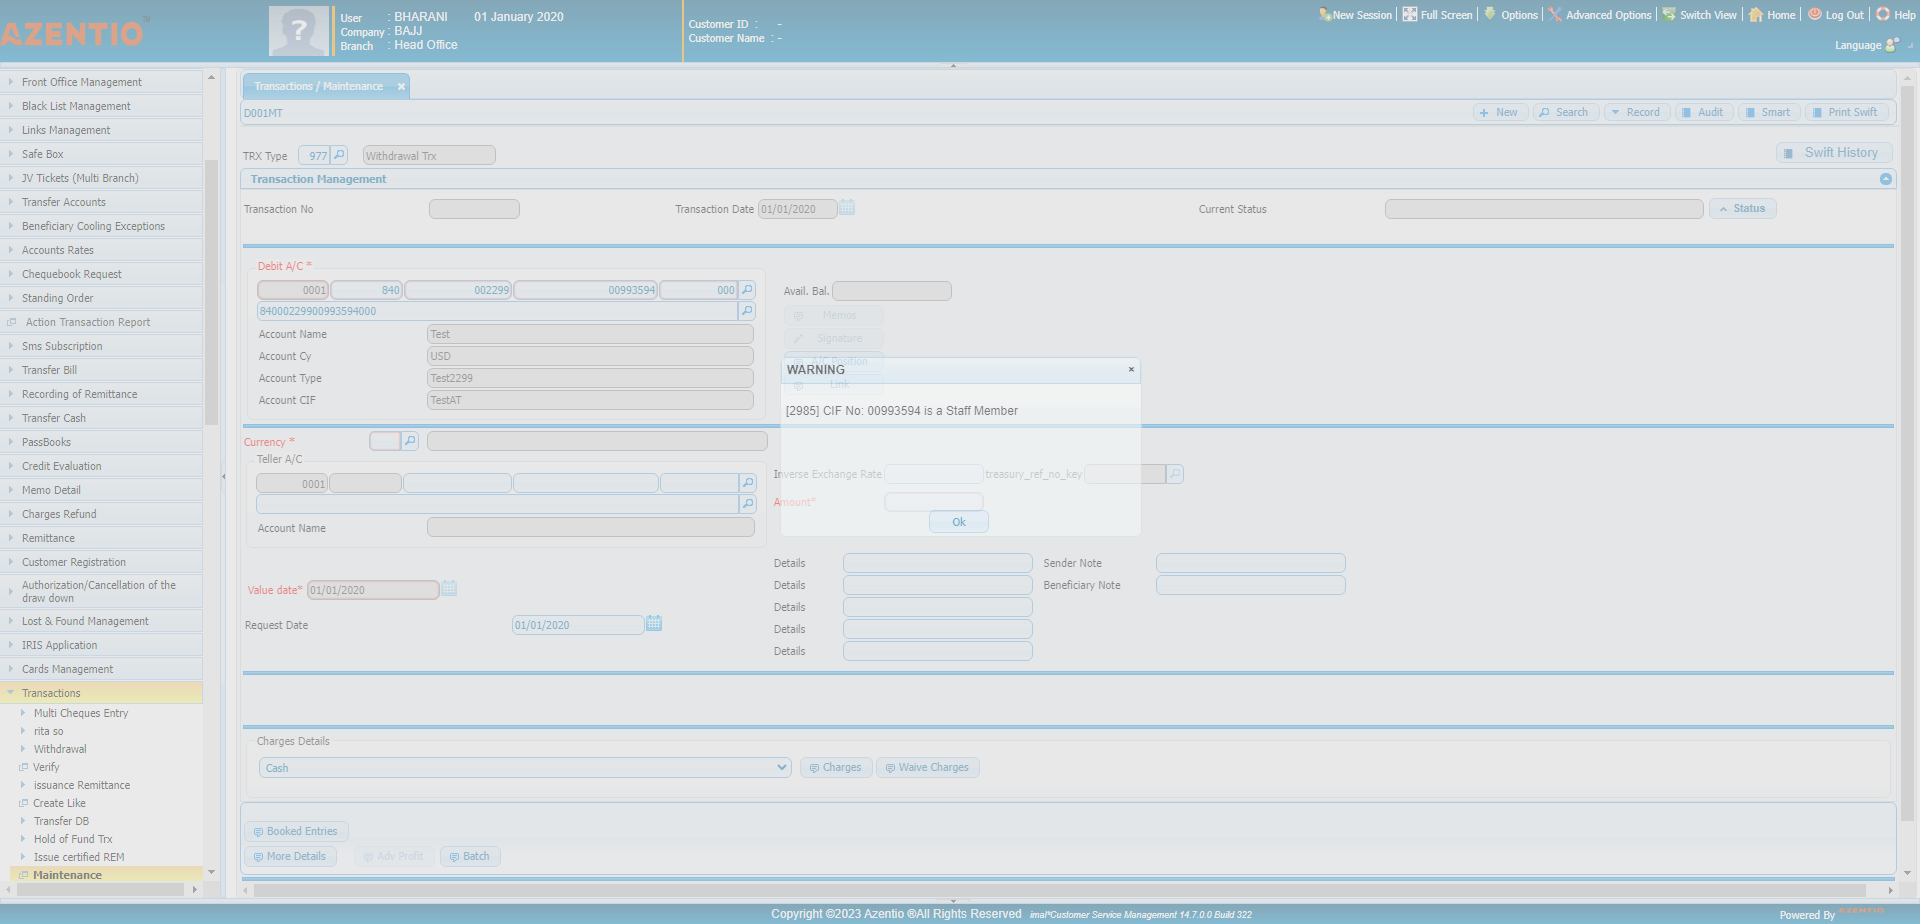 AZENTIO
User : BHARANI 01 January 2020
Company : BAJJ
Branch : Head Office
Customer ID : -
Customer Name : -
New Session Full Screen Options Advanced Options Switch View Home Log Out Help
Language
Front Office Management
Black List Management
Links Management
Safe Box
JV Tickets (Multi Branch)
Transfer Accounts
Beneficiary Cooling Exceptions
Accounts Rates
Chequebook Request
Standing Order
Action Transaction Report
Sms Subscription
Transfer Bill
Recording of Remittance
Transfer Cash
PassBooks
Credit Evaluation
Memo Detail
Charges Refund
Remittance
Customer Registration
Authorization/Cancellation of the
draw down
Lost & Found Management
IRIS Application
Cards Management
Transactions
Multi Cheques Entry
rita so
Withdrawal
Verify
issuance Remittance
Create Like
Transfer DB
Hold of Fund Trx
Issue certified REM
Maintenance
Transactions / Maintenance
D001MT
New Search Record Audit Smart Print Swift
TRX Type 977 Withdrawal Trx
Swift History
Transaction Management
Transaction No
Transaction Date 01/01/2020
Current Status
Status
Debit A/C *
0001 840 002299 00993594 000
84000229900993594000
Account Name Test
Account Cy USD
Account Type Test2299
Account CIF TestAT
Avail. Bal.
Memos
Signature
A/C Position
Link
WARNING
[2985] CIF No: 00993594 is a Staff Member
Ok
Currency *
Teller A/C
0001
Account Name
Inverse Exchange Rate
treasury_ref_no_key
Amount*
Value date* 01/01/2020
Request Date 01/01/2020
Details
Details
Details
Details
Details
Sender Note
Beneficiary Note
Charges Details
Cash
Charges Waive Charges
Booked Entries
More Details Adv Profit Batch
Copyright ©2023 Azentio ®All Rights Reserved imal*Customer Service Management 14.7.0.0 Build 322
Powered By AZENTIO